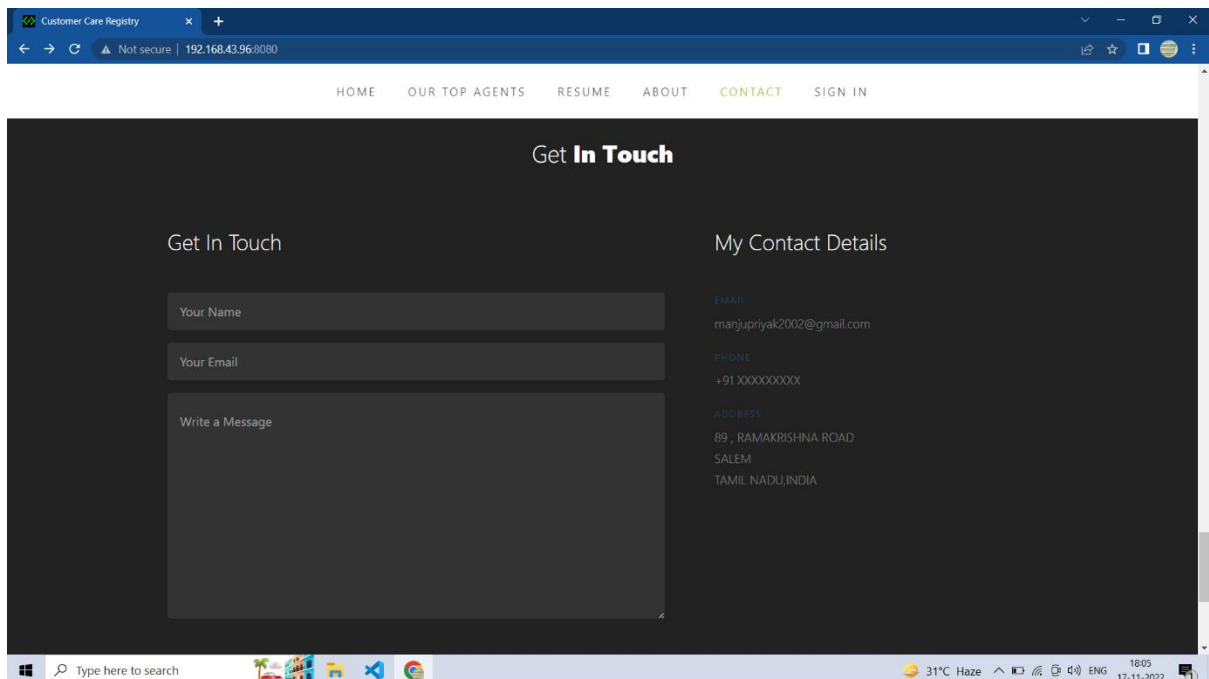 Customer Care Registry
Not secure | 192.168.43.96:8080
HOME OUR TOP AGENTS RESUME ABOUT CONTACT SIGN IN
Get In Touch
Get In Touch
Your Name
Your Email
Write a Message
My Contact Details
EMAIL
manjupriyak2002@gmail.com
PHONE
+91 XXXXXXXXX
ADDRESS
89 , RAMAKRISHNA ROAD
SALEM
TAMIL NADU,INDIA
Type here to search
31°C Haze
ENG
18:05
17-11-2022